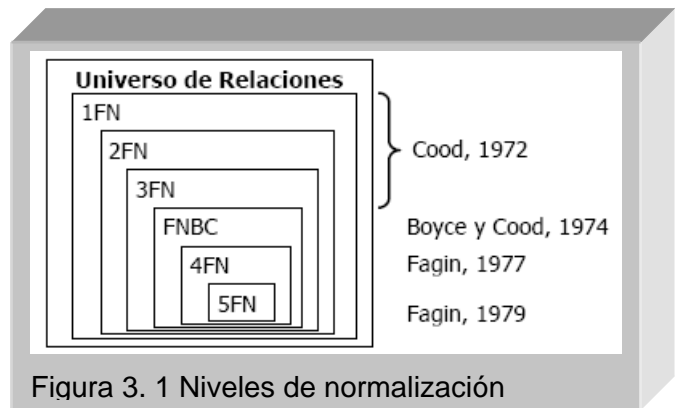 Universo de Relaciones
1FN
2FN
3FN
FNBC
4FN
5FN
Cood, 1972
Boyce y Cood, 1974
Fagin, 1977
Fagin, 1979
Figura 3. 1 Niveles de normalización